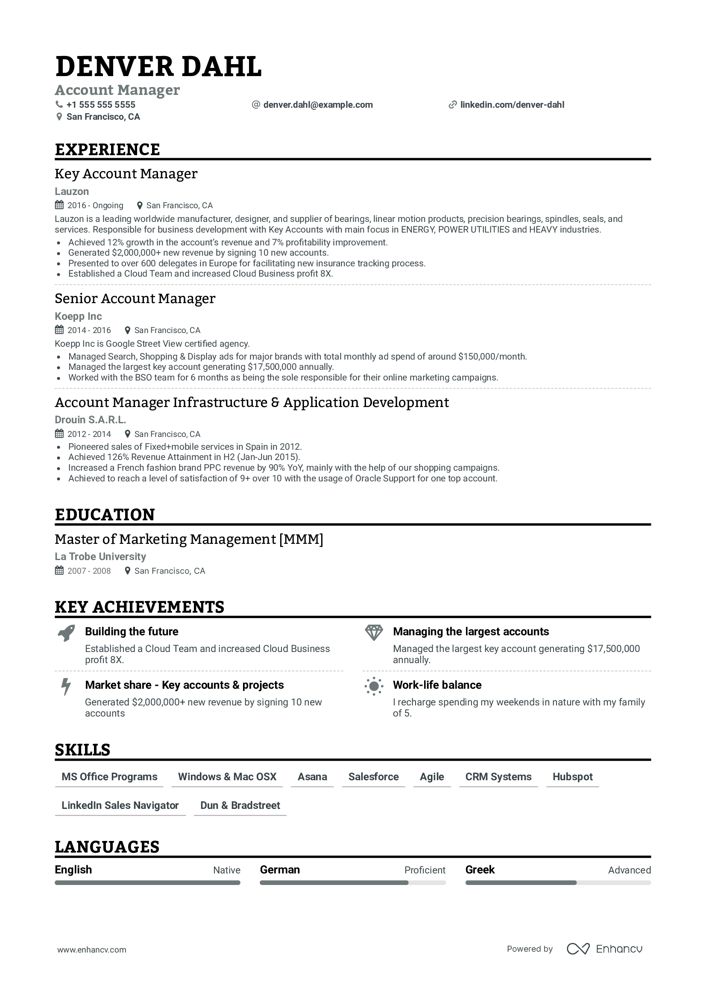 DENVER DAHL
Account Manager
+1 555 555 5555 denver.dahl@example.com linkedin.com/denver-dahl
San Francisco, CA
EXPERIENCE
Key Account Manager
Lauzon
2016 - Ongoing San Francisco, CA
Lauzon is a leading worldwide manufacturer, designer, and supplier of bearings, linear motion products, precision bearings, spindles, seals, and
services. Responsible for business development with Key Accounts with main focus in ENERGY, POWER UTILITIES and HEAVY industries.
• Achieved 12% growth in the account’s revenue and 7% profitability improvement.
• Generated $2,000,000+ new revenue by signing 10 new accounts.
• Presented to over 600 delegates in Europe for facilitating new insurance tracking process.
• Established a Cloud Team and increased Cloud Business profit 8X.
Senior Account Manager
Koepp Inc
2014 - 2016 San Francisco, CA
Koepp Inc is Google Street View certified agency.
• Managed Search, Shopping & Display ads for major brands with total monthly ad spend of around $150,000/month.
• Managed the largest key account generating $17,500,000 annually.
• Worked with the BSO team for 6 months as being the sole responsible for their online marketing campaigns.
Account Manager Infrastructure & Application Development
Drouin S.A.R.L.
2012 - 2014 San Francisco, CA
• Pioneered sales of Fixed+mobile services in Spain in 2012.
• Achieved 126% Revenue Attainment in H2 (Jan-Jun 2015).
• Increased a French fashion brand PPC revenue by 90% YoY, mainly with the help of our shopping campaigns.
• Achieved to reach a level of satisfaction of 9+ over 10 with the usage of Oracle Support for one top account.
EDUCATION
Master of Marketing Management [MMM]
La Trobe University
2007 - 2008 San Francisco, CA
KEY ACHIEVEMENTS
Building the future
Established a Cloud Team and increased Cloud Business
profit 8X.
Managing the largest accounts
Managed the largest key account generating $17,500,000
annually.
Market share - Key accounts & projects
Generated $2,000,000+ new revenue by signing 10 new
accounts
Work-life balance
I recharge spending my weekends in nature with my family
of 5.
SKILLS
MS Office Programs Windows & Mac OSX Asana Salesforce Agile CRM Systems Hubspot
LinkedIn Sales Navigator Dun & Bradstreet
LANGUAGES
English Native German Proficient Greek Advanced
www.enhancv.com Powered by Enhancv